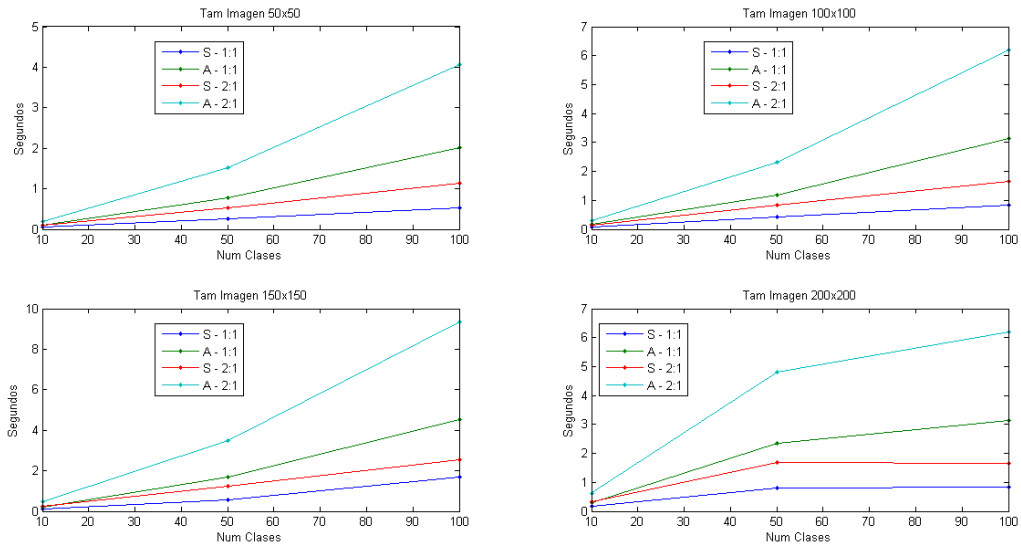 Tam Imagen 50x50
5
4
3
2
1
0
Segundos
S - 1:1
A - 1:1
S - 2:1
A - 2:1
10 20 30 40 50 60 70 80 90 100
Num Clases
Tam Imagen 100x100
7
6
5
4
3
2
1
0
Segundos
S - 1:1
A - 1:1
S - 2:1
A - 2:1
10 20 30 40 50 60 70 80 90 100
Num Clases
Tam Imagen 150x150
10
8
6
4
2
0
Segundos
S - 1:1
A - 1:1
S - 2:1
A - 2:1
10 20 30 40 50 60 70 80 90 100
Num Clases
Tam Imagen 200x200
7
6
5
4
3
2
1
0
Segundos
S - 1:1
A - 1:1
S - 2:1
A - 2:1
10 20 30 40 50 60 70 80 90 100
Num Clases